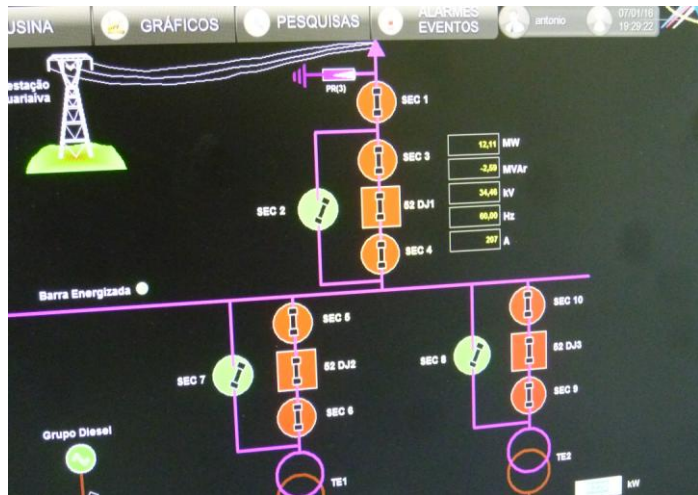 USINA
GRÁFICOS
PESQUISAS
ALARMES
EVENTOS
antonio
07/01/16
19:29:22
estação
uariaíva
PR(3)
SEC 1
SEC 3
SEC 2
52 DJ1
SEC 4
12,11 MW
-2,59 MVAr
34,46 kV
60,00 Hz
207 A
Barra Energizada
SEC 5
SEC 10
SEC 7
52 DJ2
SEC 8
52 DJ3
SEC 6
SEC 9
Grupo Diesel
TE1
TE2
kW